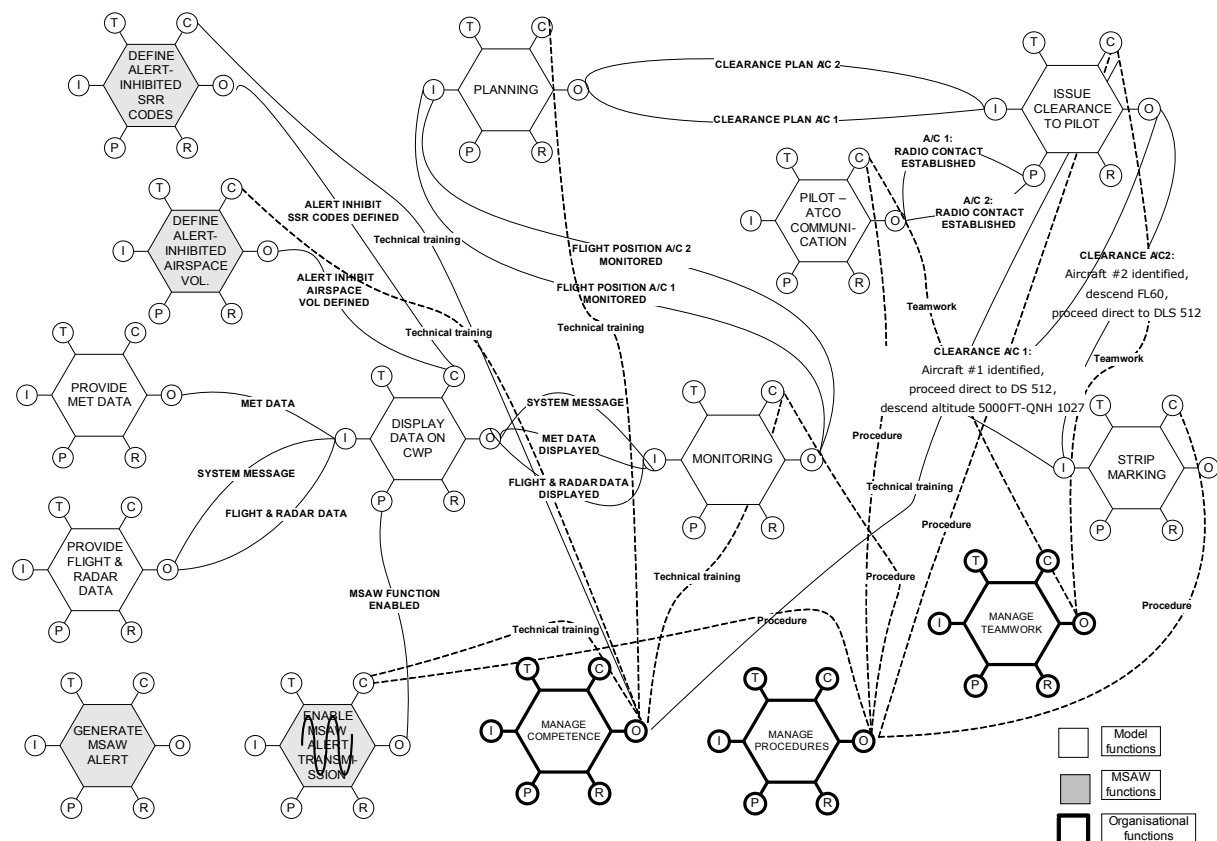 T
C
DEFINE
ALERT-
INHIBITED
SRR
CODES
I
O
P
R
T
C
PLANNING
I
O
P
R
CLEARANCE PLAN A/C 2
CLEARANCE PLAN A/C 1
T
C
ISSUE
CLEARANCE
TO PILOT
I
O
P
R
A/C 1:
RADIO CONTACT
ESTABLISHED
A/C 2:
RADIO CONTACT
ESTABLISHED
T
C
PILOT –
ATCO
COMMUNI-
CATION
I
O
P
R
T
C
DEFINE
ALERT-
INHIBITED
AIRSPACE
VOL.
I
O
P
R
ALERT INHIBIT
SSR CODES DEFINED
Technical training
ALERT INHIBIT
AIRSPACE
VOL DEFINED
Technical training
FLIGHT POSITION A/C 2
MONITORED
FLIGHT POSITION A/C 1
MONITORED
Technical training
Teamwork
CLEARANCE A/C2:
Aircraft #2 identified,
descend FL60,
proceed direct to DLS 512
Teamwork
CLEARANCE A/C 1:
Aircraft #1 identified,
proceed direct to DS 512,
descend altitude 5000FT-QNH 1027
T
C
PROVIDE
MET DATA
I
O
P
R
MET DATA
T
C
DISPLAY
DATA ON
CWP
I
O
P
R
SYSTEM MESSAGE
MET DATA
DISPLAYED
FLIGHT & RADAR DATA
DISPLAYED
T
C
MONITORING
I
O
P
R
Procedure
Technical training
Procedure
T
C
STRIP
MARKING
I
O
P
R
SYSTEM MESSAGE
FLIGHT & RADAR DATA
T
C
PROVIDE
FLIGHT &
RADAR
DATA
I
O
P
R
MSAW FUNCTION
ENABLED
Technical training
Procedure
Procedure
T
C
MANAGE
TEAMWORK
I
O
P
R
Technical training
Procedure
T
C
GENERATE
MSAW
ALERT
I
O
P
R
T
C
ENABLE
MSAW
ALERT
TRANSMI-
SSION
I
O
P
R
T
C
MANAGE
COMPETENCE
I
O
P
R
T
C
MANAGE
PROCEDURES
I
O
P
R
Model
functions
MSAW
functions
Organisational
functions